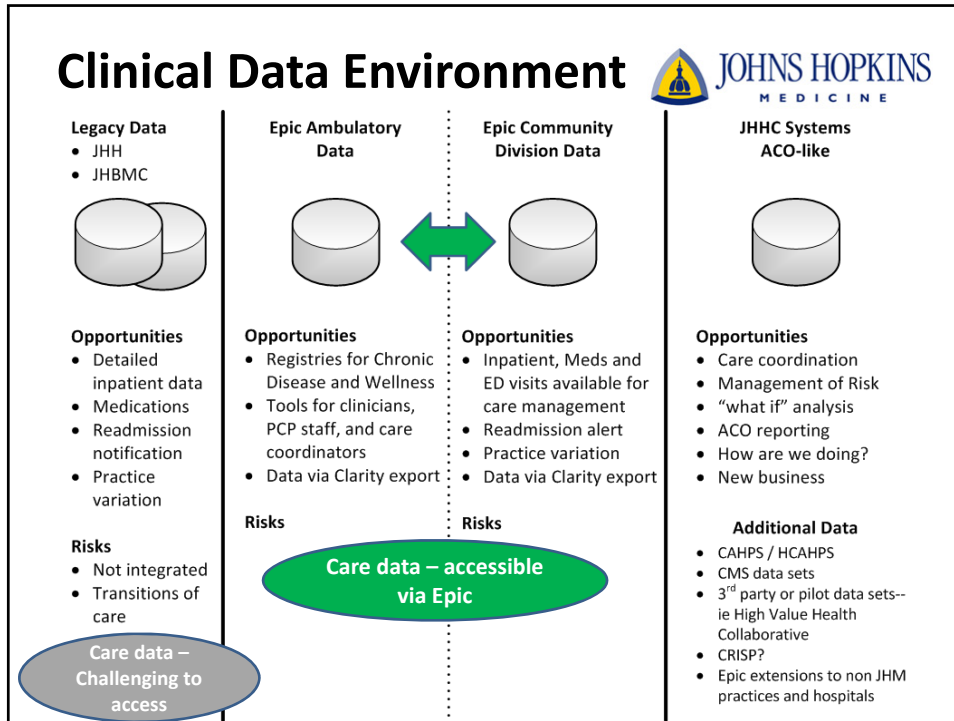 Clinical Data Environment
JOHNS HOPKINS
MEDICINE
Legacy Data
• JHH
• JHBMC
Opportunities
• Detailed
inpatient data
• Medications
• Readmission
notification
• Practice
variation
Risks
• Not integrated
• Transitions of
care
Care data –
Challenging to
access
Epic Ambulatory
Data
Opportunities
• Registries for Chronic
Disease and Wellness
• Tools for clinicians,
PCP staff, and care
coordinators
• Data via Clarity export
Risks
Epic Community
Division Data
Opportunities
• Inpatient, Meds and
ED visits available for
care management
• Readmission alert
• Practice variation
• Data via Clarity export
Risks
Care data – accessible
via Epic
JHHC Systems
ACO-like
Opportunities
• Care coordination
• Management of Risk
• “what if” analysis
• ACO reporting
• How are we doing?
• New business
Additional Data
• CAHPS / HCAHPS
• CMS data sets
• 3rd party or pilot data sets--
ie High Value Health
Collaborative
• CRISP?
• Epic extensions to non JHM
practices and hospitals